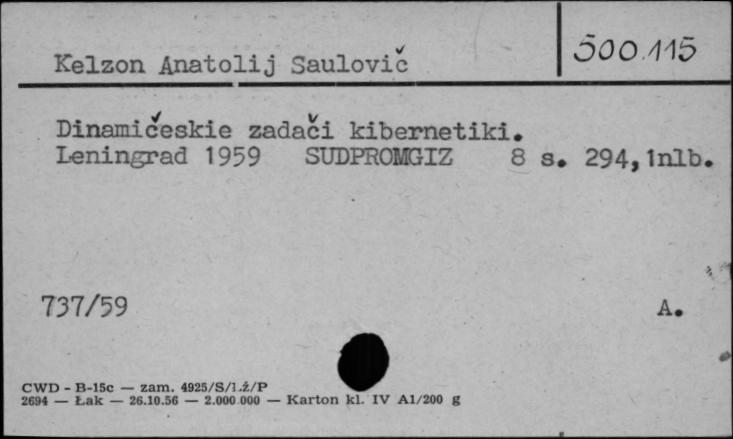 Kelzon Anatolij Saulovič
500.115
Dinamičeskie zadači kibernetiki.
Leningrad 1959 SUDPROMGIZ 8 s. 294,1nlb.
737/59 A.
CWD - B-15c — zam. 4925/S/1.ż/P
2694 — Łak — 26.10.56 — 2.000.000 — Karton kl. IV A1/200 g